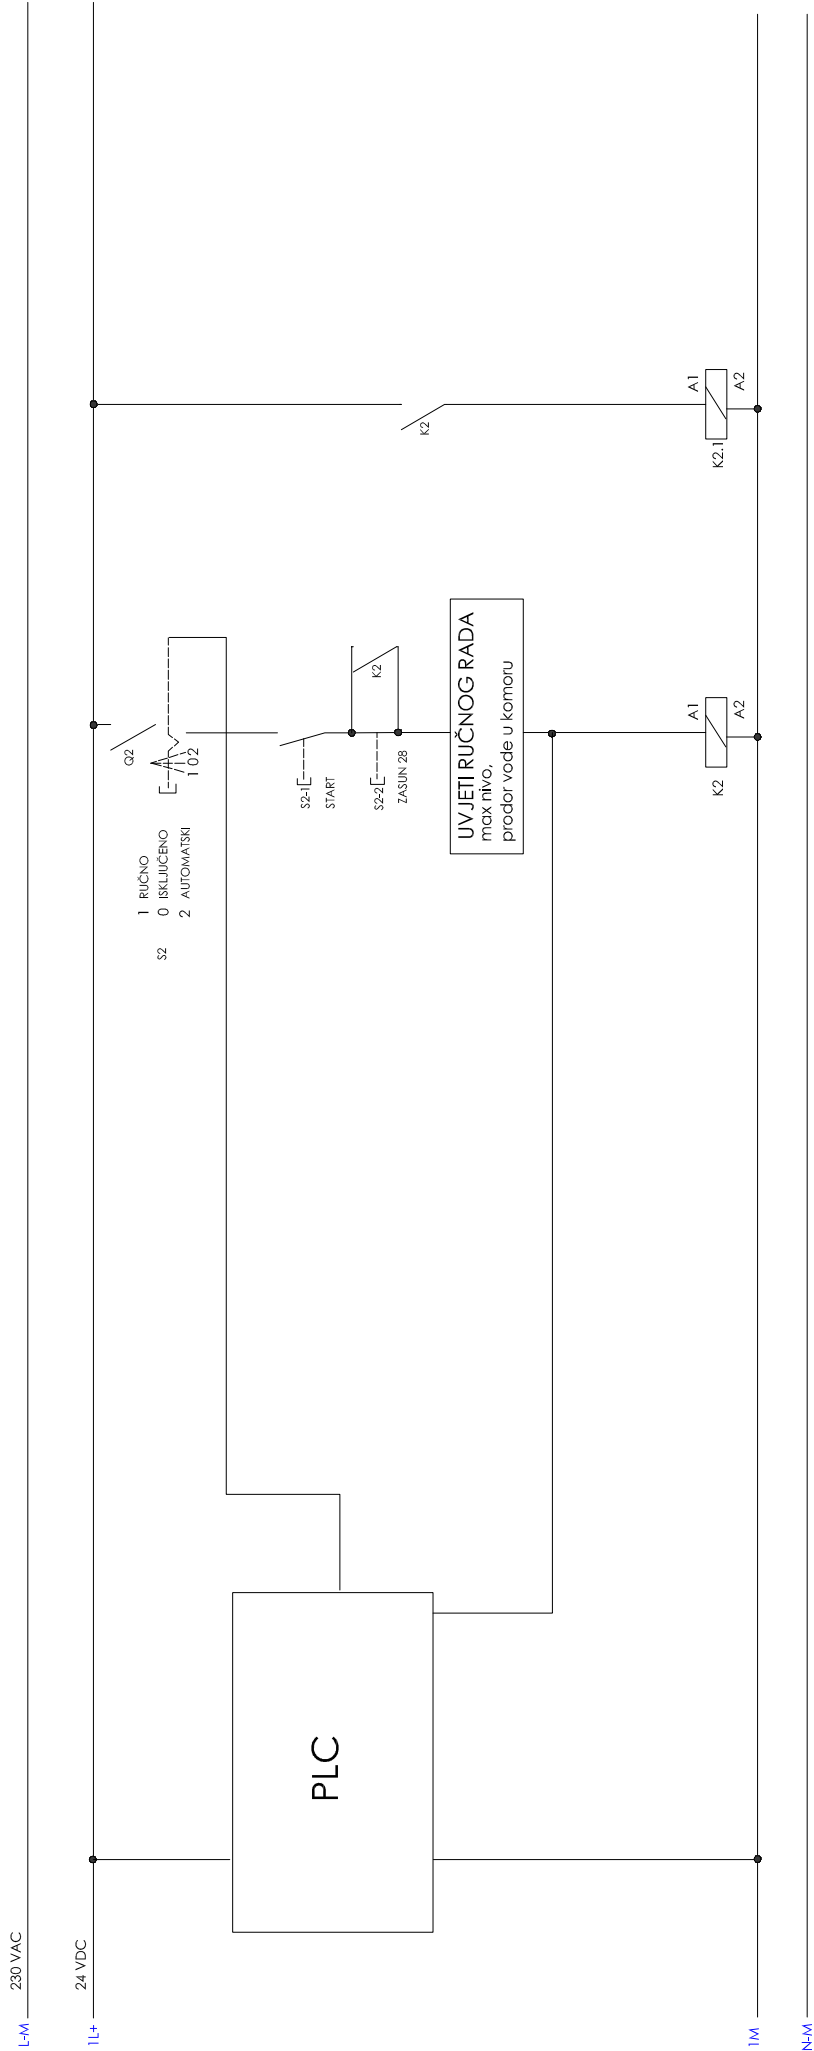 230 VAC
L-M
24 VDC
1L+
PLC
S2
1 RUČNO
0 ISKLJUČENO
2 AUTOMATSKI
Q2
1 0 2
S2-1
START
K2
S2-2
ZASUN 28
UVJETI RUČNOG RADA
max nivo,
prodor vode u komoru
A1
A2
K2
K2
A1
A2
K2.1
1M
N-M